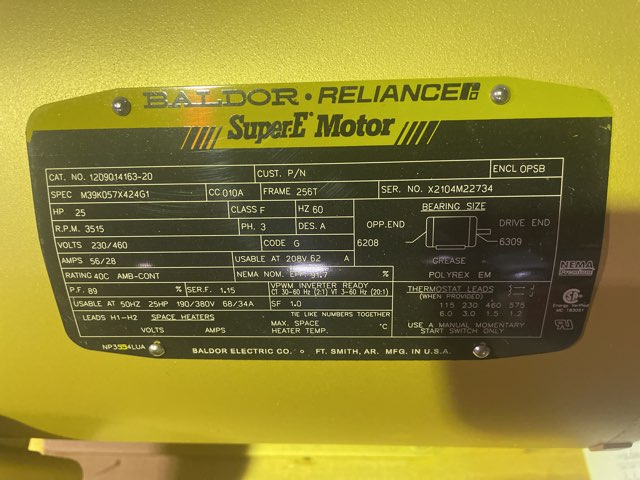 BALDOR • RELIANCE
Super-E Motor
CAT. NO. 1209014163-20 CUST. P/N ENCL OPSB
SPEC M39K057X424G1 CC 010A FRAME 256T SER. NO. X2104M22734
HP 25 CLASS F HZ 60
R.P.M. 3515 PH. 3 DES. A
VOLTS 230/460 CODE G
AMPS 56/28 USABLE AT 208V 62 A
RATING 40C AMB-CONT NEMA NOM. EFF. 91.7 %
P.F. 89 % SER.F. 1.15 VPWM INVERTER READY
CT 30-60 HZ (2:1) VT 3-60 HZ (20:1)
USABLE AT 50HZ 25HP 190/380V 68/34A SF 1.0
LEADS H1-H2 SPACE HEATERS TIE LIKE NUMBERS TOGETHER
VOLTS AMPS MAX. SPACE HEATER TEMP. °C
BEARING SIZE
OPP.END DRIVE END
6208 6309
GREASE
POLYREX EM
THERMOSTAT LEADS
(WHEN PROVIDED)
115 230 460 575
6.0 3.0 1.5 1.2
USE A MANUAL MOMENTARY
START SWITCH ONLY
NEMA
Premium
Energy Verified
NP3554LUA BALDOR ELECTRIC CO. ° FT. SMITH, AR. MFG. IN U.S.A.